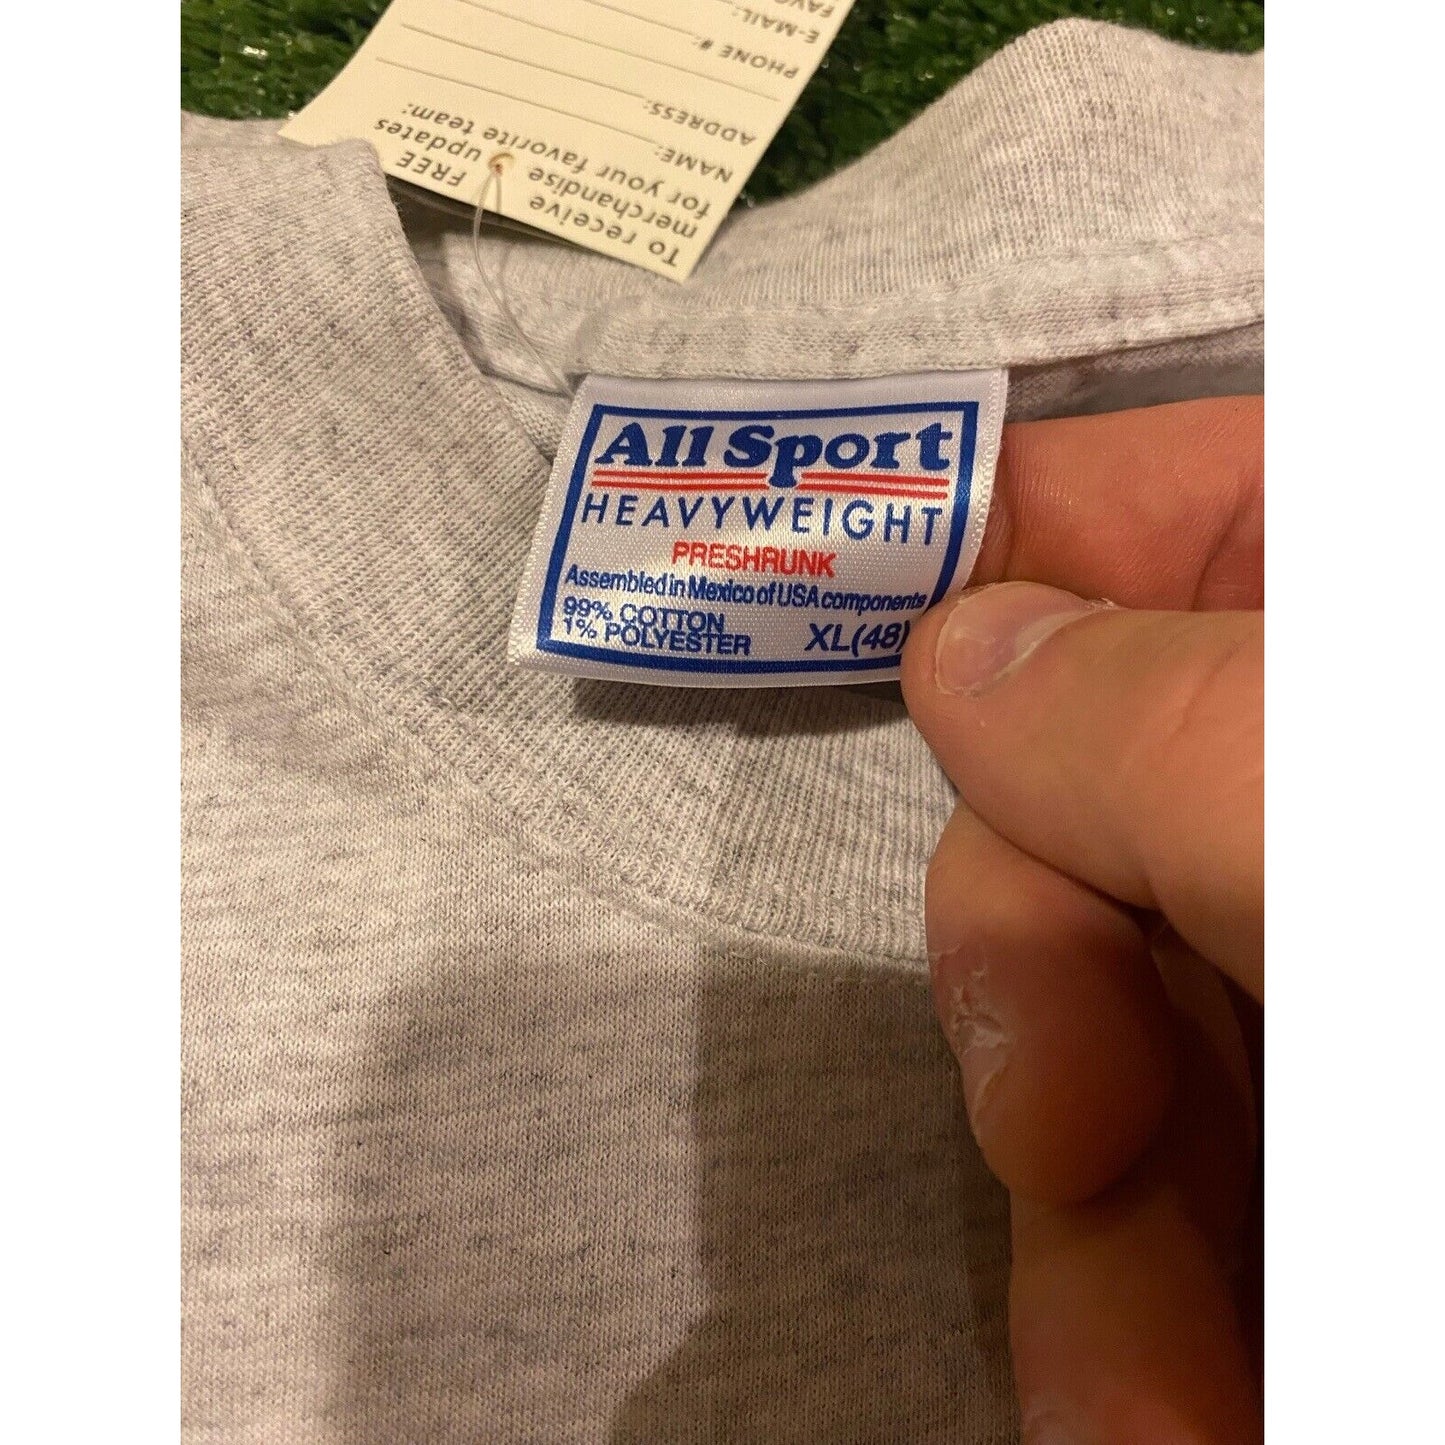 To receive FREE
merchandise updates
for your favorite team:
NAME:
ADDRESS:
PHONE #:
E-MAIL:
All Sport
HEAVYWEIGHT
PRESHRUNK
Assembled in Mexico of USA components
99% COTTON
1% POLYESTER
XL(48)